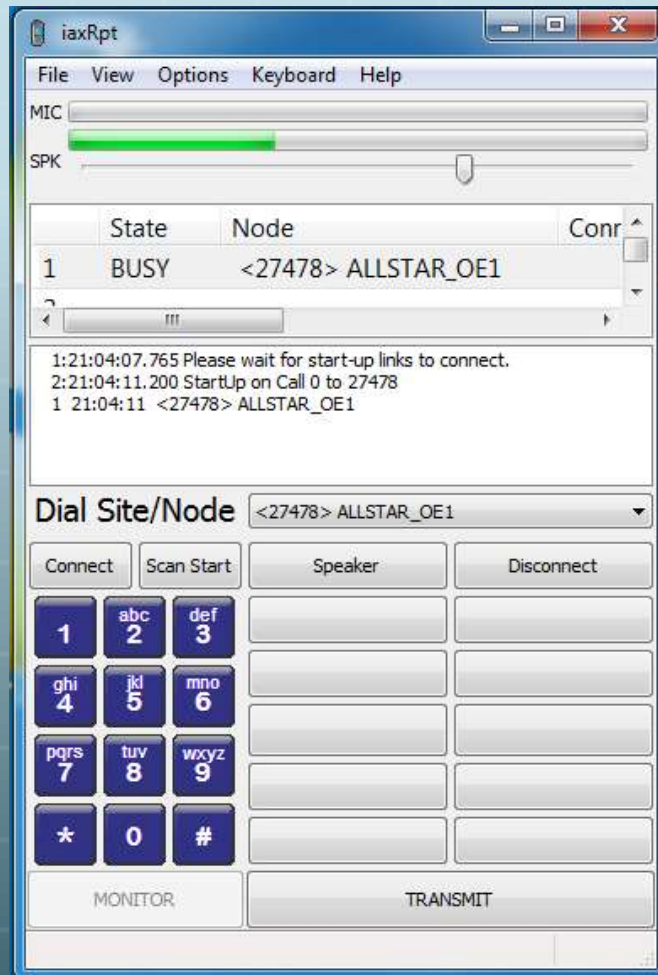 iaxRpt
File View Options Keyboard Help
MIC
SPK
State Node Conr
1 BUSY <27478> ALLSTAR_OE1
1:21:04:07.765 Please wait for start-up links to connect.
2:21:04:11.200 StartUp on Call 0 to 27478
1 21:04:11 <27478> ALLSTAR_OE1
Dial Site/Node <27478> ALLSTAR_OE1
Connect Scan Start Speaker Disconnect
abc def
1 2 3
ghi jkl mno
4 5 6
pqrs tuv wxyz
7 8 9
* 0 #
MONITOR TRANSMIT